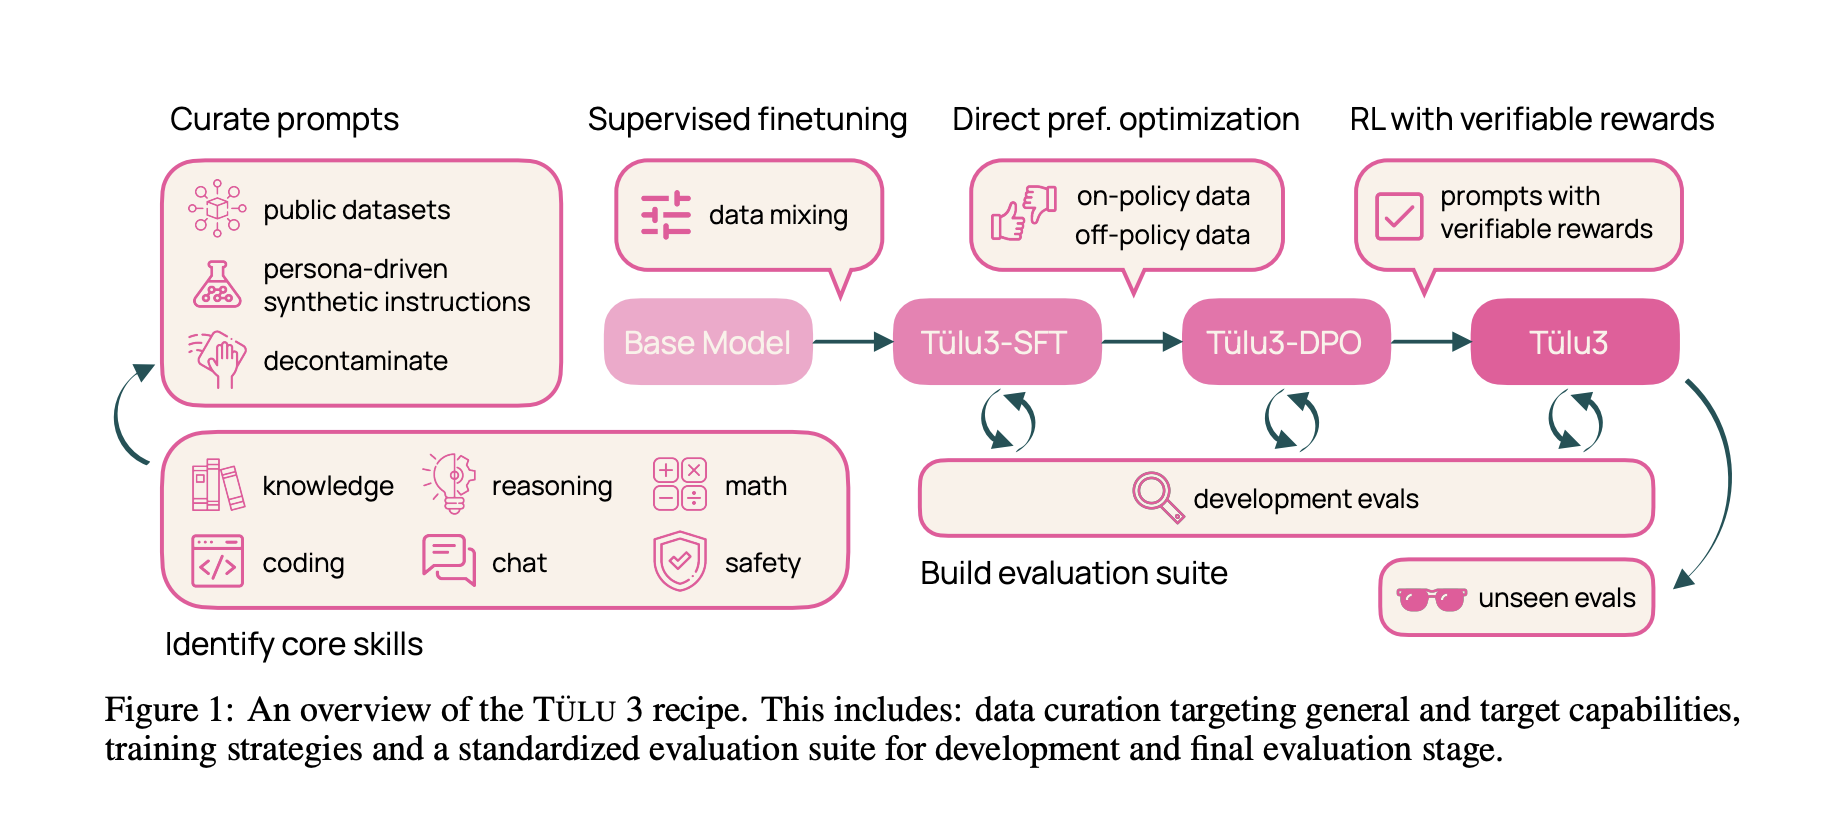 Curate prompts
public datasets
persona-driven
synthetic instructions
decontaminate
knowledge
reasoning
math
coding
chat
safety
Identify core skills
Supervised finetuning
data mixing
Direct pref. optimization
on-policy data
off-policy data
RL with verifiable rewards
prompts with
verifiable rewards
Base Model
Tülu3-SFT
Tülu3-DPO
Tülu3
development evals
Build evaluation suite
unseen evals
Figure 1: An overview of the TÜLU 3 recipe. This includes: data curation targeting general and target capabilities,
training strategies and a standardized evaluation suite for development and final evaluation stage.